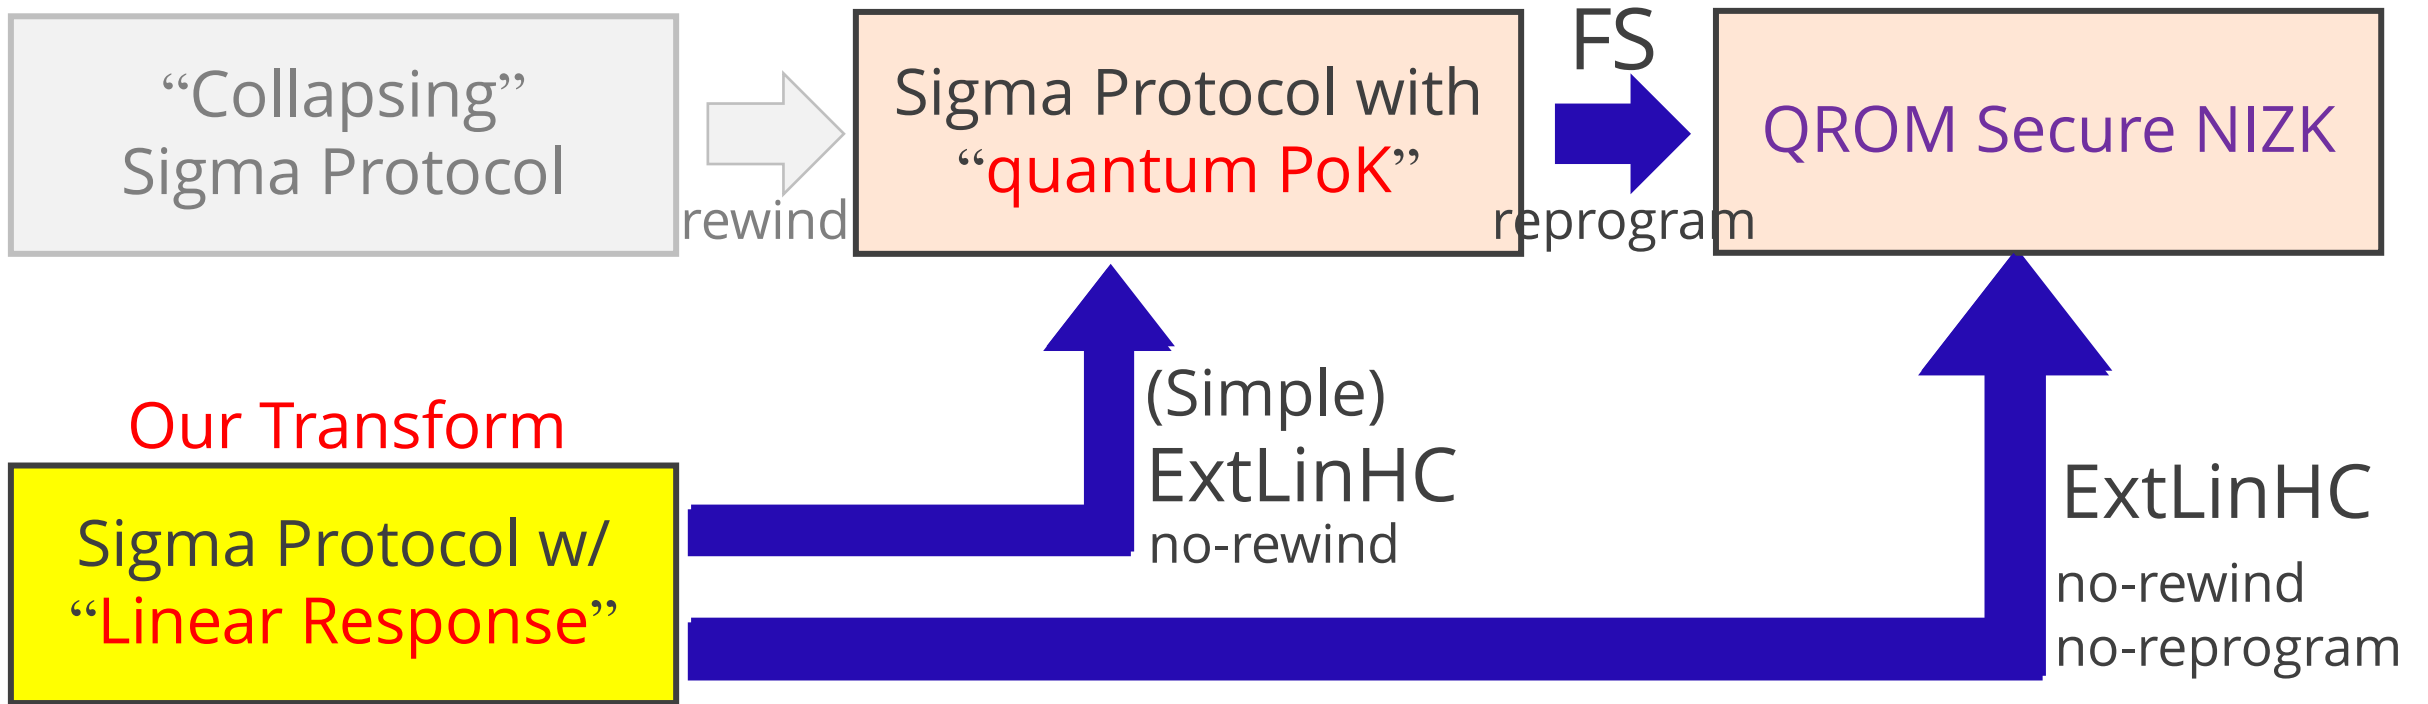 “Collapsing”
Sigma Protocol
rewind
Sigma Protocol with
“quantum PoK”
FS
reprogram
QROM Secure NIZK
Our Transform
Sigma Protocol w/
“Linear Response”
(Simple)
ExtLinHC
no-rewind
ExtLinHC
no-rewind
no-reprogram